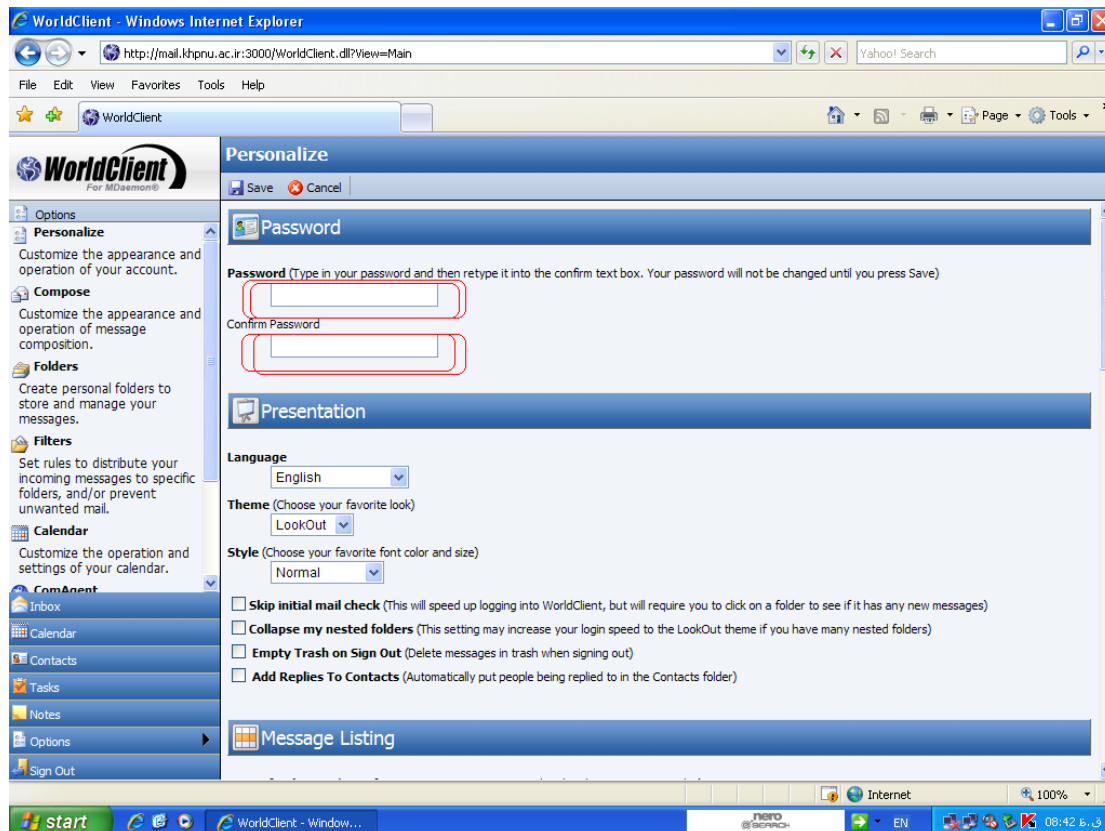 WorldClient - Windows Internet Explorer
http://mail.khpnu.ac.ir:3000/WorldClient.dll?View=Main
Yahoo! Search
File Edit View Favorites Tools Help
WorldClient
Page
Tools
WorldClient
For MDaemon®
Options
Personalize
Customize the appearance and
operation of your account.
Compose
Customize the appearance and
operation of message
composition.
Folders
Create personal folders to
store and manage your
messages.
Filters
Set rules to distribute your
incoming messages to specific
folders, and/or prevent
unwanted mail.
Calendar
Customize the operation and
settings of your calendar.
ComAgent
Inbox
Calendar
Contacts
Tasks
Notes
Options
Sign Out
Personalize
Save Cancel
Password
Password (Type in your password and then retype it into the confirm text box. Your password will not be changed until you press Save)
Confirm Password
Presentation
Language
English
Theme (Choose your favorite look)
LookOut
Style (Choose your favorite font color and size)
Normal
Skip initial mail check (This will speed up logging into WorldClient, but will require you to click on a folder to see if it has any new messages)
Collapse my nested folders (This setting may increase your login speed to the LookOut theme if you have many nested folders)
Empty Trash on Sign Out (Delete messages in trash when signing out)
Add Replies To Contacts (Automatically put people being replied to in the Contacts folder)
Message Listing
Internet
100%
start
WorldClient - Window...
nero
SEARCH
EN
08:42 ق.ظ